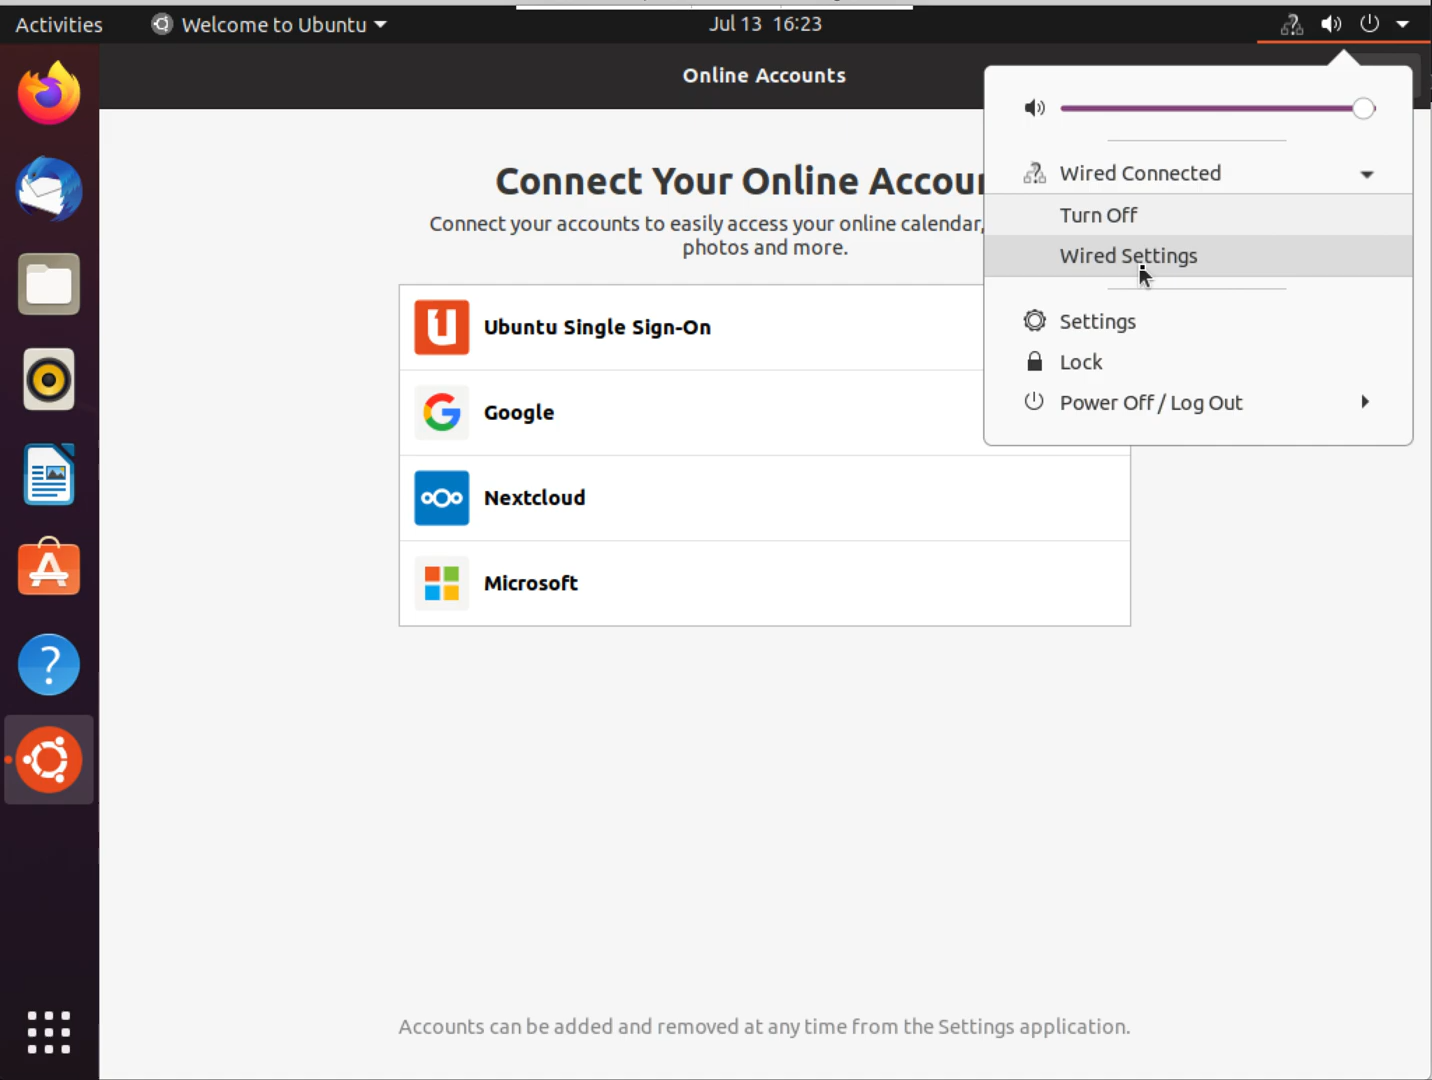 Activities
Welcome to Ubuntu
Jul 13 16:23
Online Accounts
Connect Your Online Accoun
Connect your accounts to easily access your online calendar,
photos and more.
Ubuntu Single Sign-On
Google
Nextcloud
Microsoft
Wired Connected
Turn Off
Wired Settings
Settings
Lock
Power Off / Log Out
Accounts can be added and removed at any time from the Settings application.